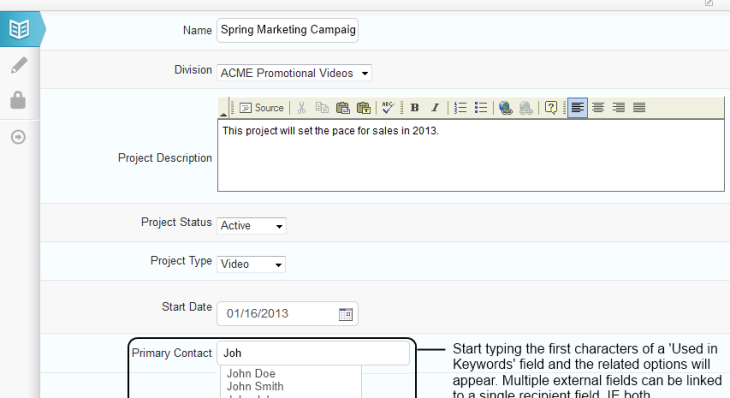 Name Spring Marketing Campaig
Division ACME Promotional Videos
Source ABC B I
This project will set the pace for sales in 2013.
Project Description
Project Status Active
Project Type Video
Start Date 01/16/2013
Primary Contact Joh
John Doe
John Smith
Start typing the first characters of a 'Used in
Keywords' field and the related options will
appear. Multiple external fields can be linked
to a single recipient field, IF both